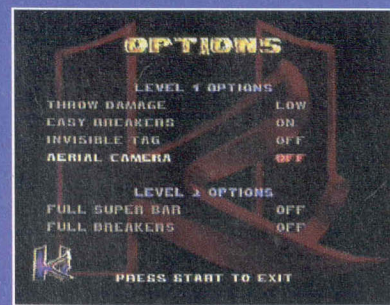 OPTIONS
LEVEL 1 OPTIONS
THROW DAMAGE LOW
EASY BREAKERS ON
INVISIBLE TAG OFF
AERIAL CAMERA OFF
LEVEL 2 OPTIONS
FULL SUPER BAR OFF
FULL BREAKERS OFF
PRESS START TO EXIT